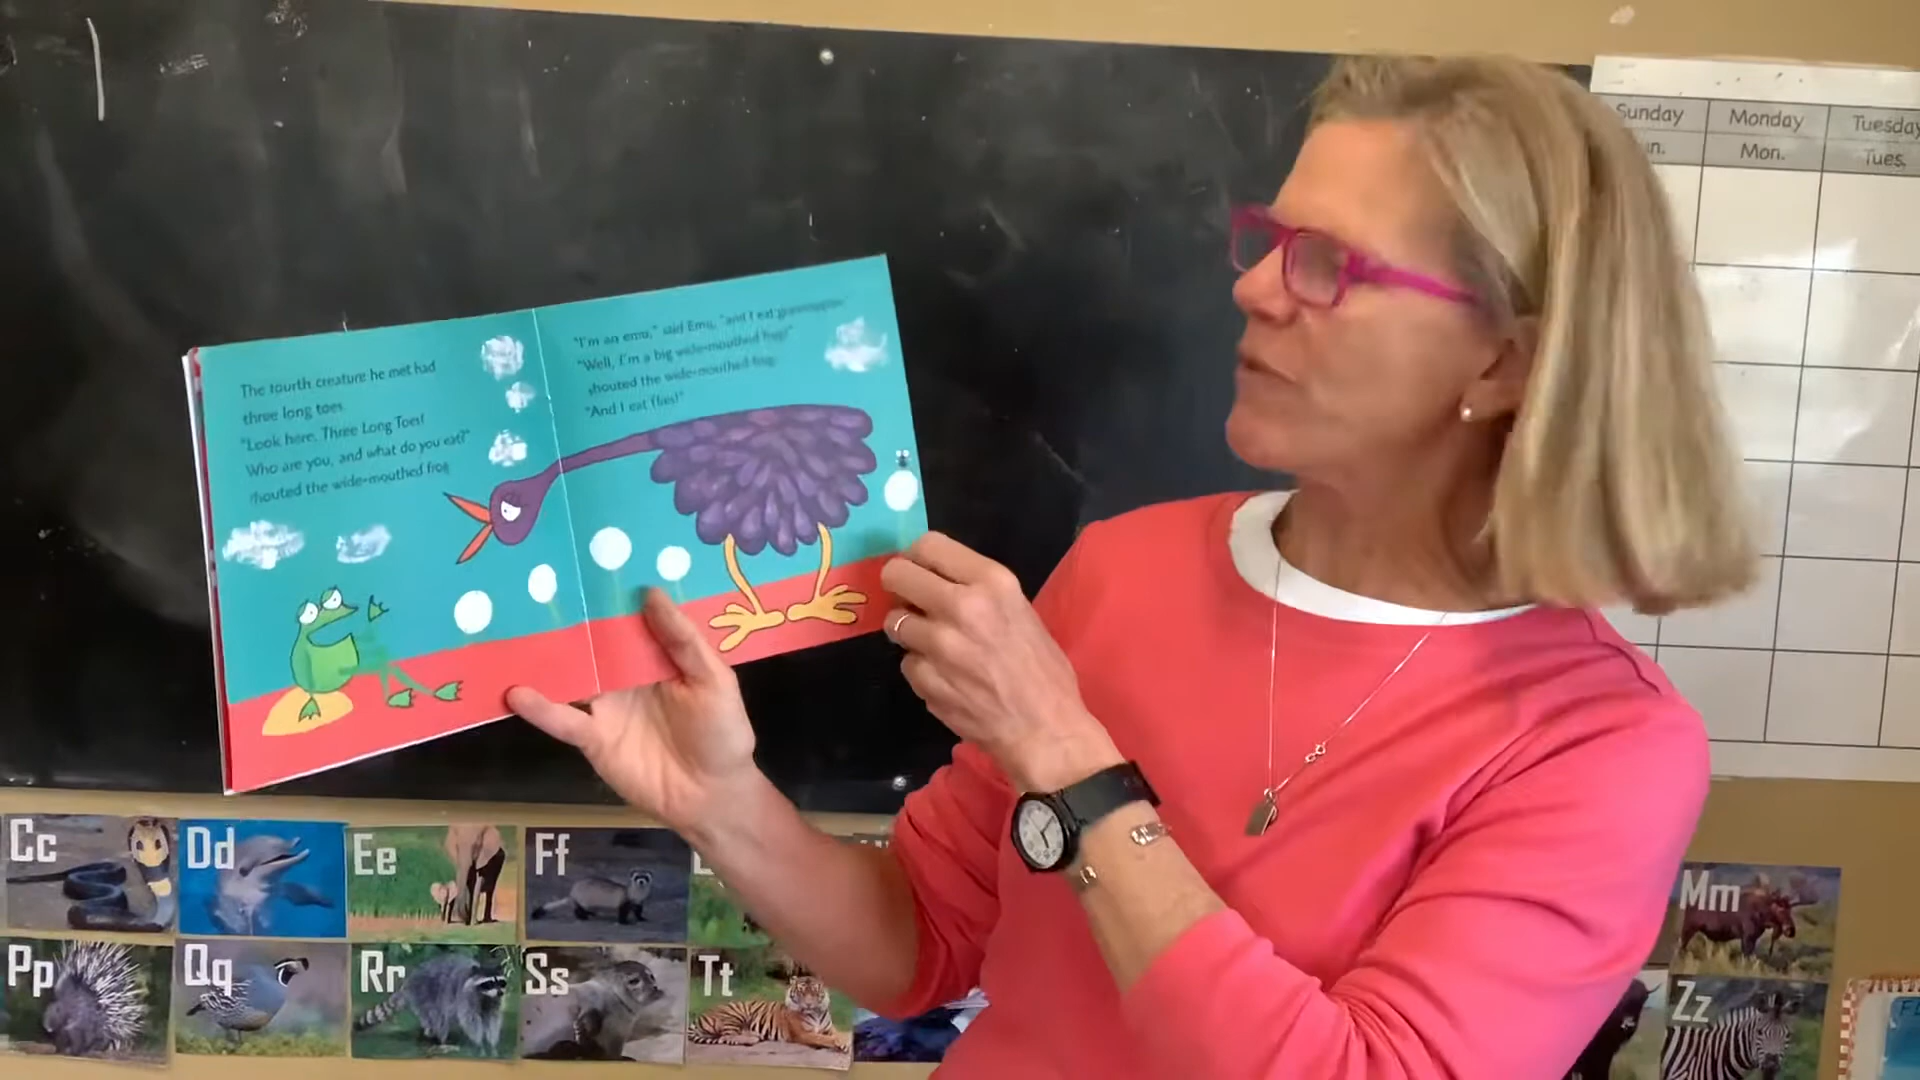 The fourth creature he met had
three long toes.
"Look here, Three Long Toes!
Who are you, and what do you eat?"
shouted the wide-mouthed frog.
"I'm an emu," said Emu, "and I eat grasshoppers."
"Well, I'm a big wide-mouthed frog!"
shouted the wide-mouthed frog.
"And I eat flies!"
Sunday Monday Tuesday
un. Mon. Tues.
Cc Dd Ee Ff
Pp Qq Rr Ss Tt
Mm
Zz